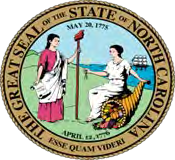 THE GREAT SEAL OF THE STATE OF NORTH CAROLINA
MAY 20, 1775
APRIL 12, 1776
ESSE QUAM VIDERI